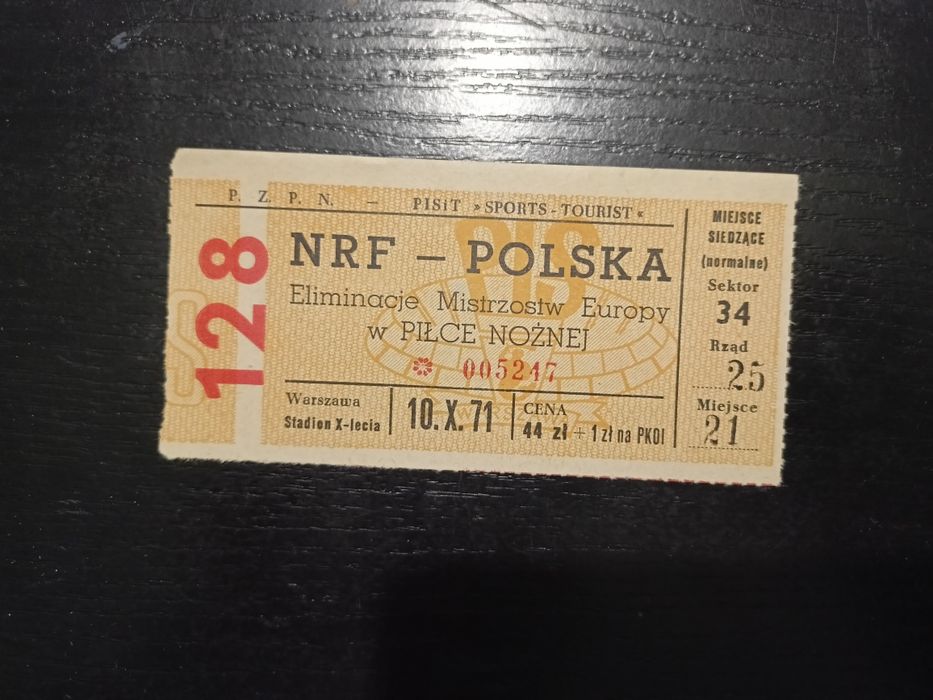 P. Z. P. N. — PISiT »SPORTS-TOURIST«
128
NRF — POLSKA
Eliminacje Mistrzostw Europy
w PIŁCE NOŻNEJ
005247
Warszawa
Stadion X-lecia
10. X. 71
CENA
44 zł + 1 zł na PKOl
MIEJSCE
SIEDZĄCE
(normalne)
Sektor
34
Rząd
25
Miejsce
21